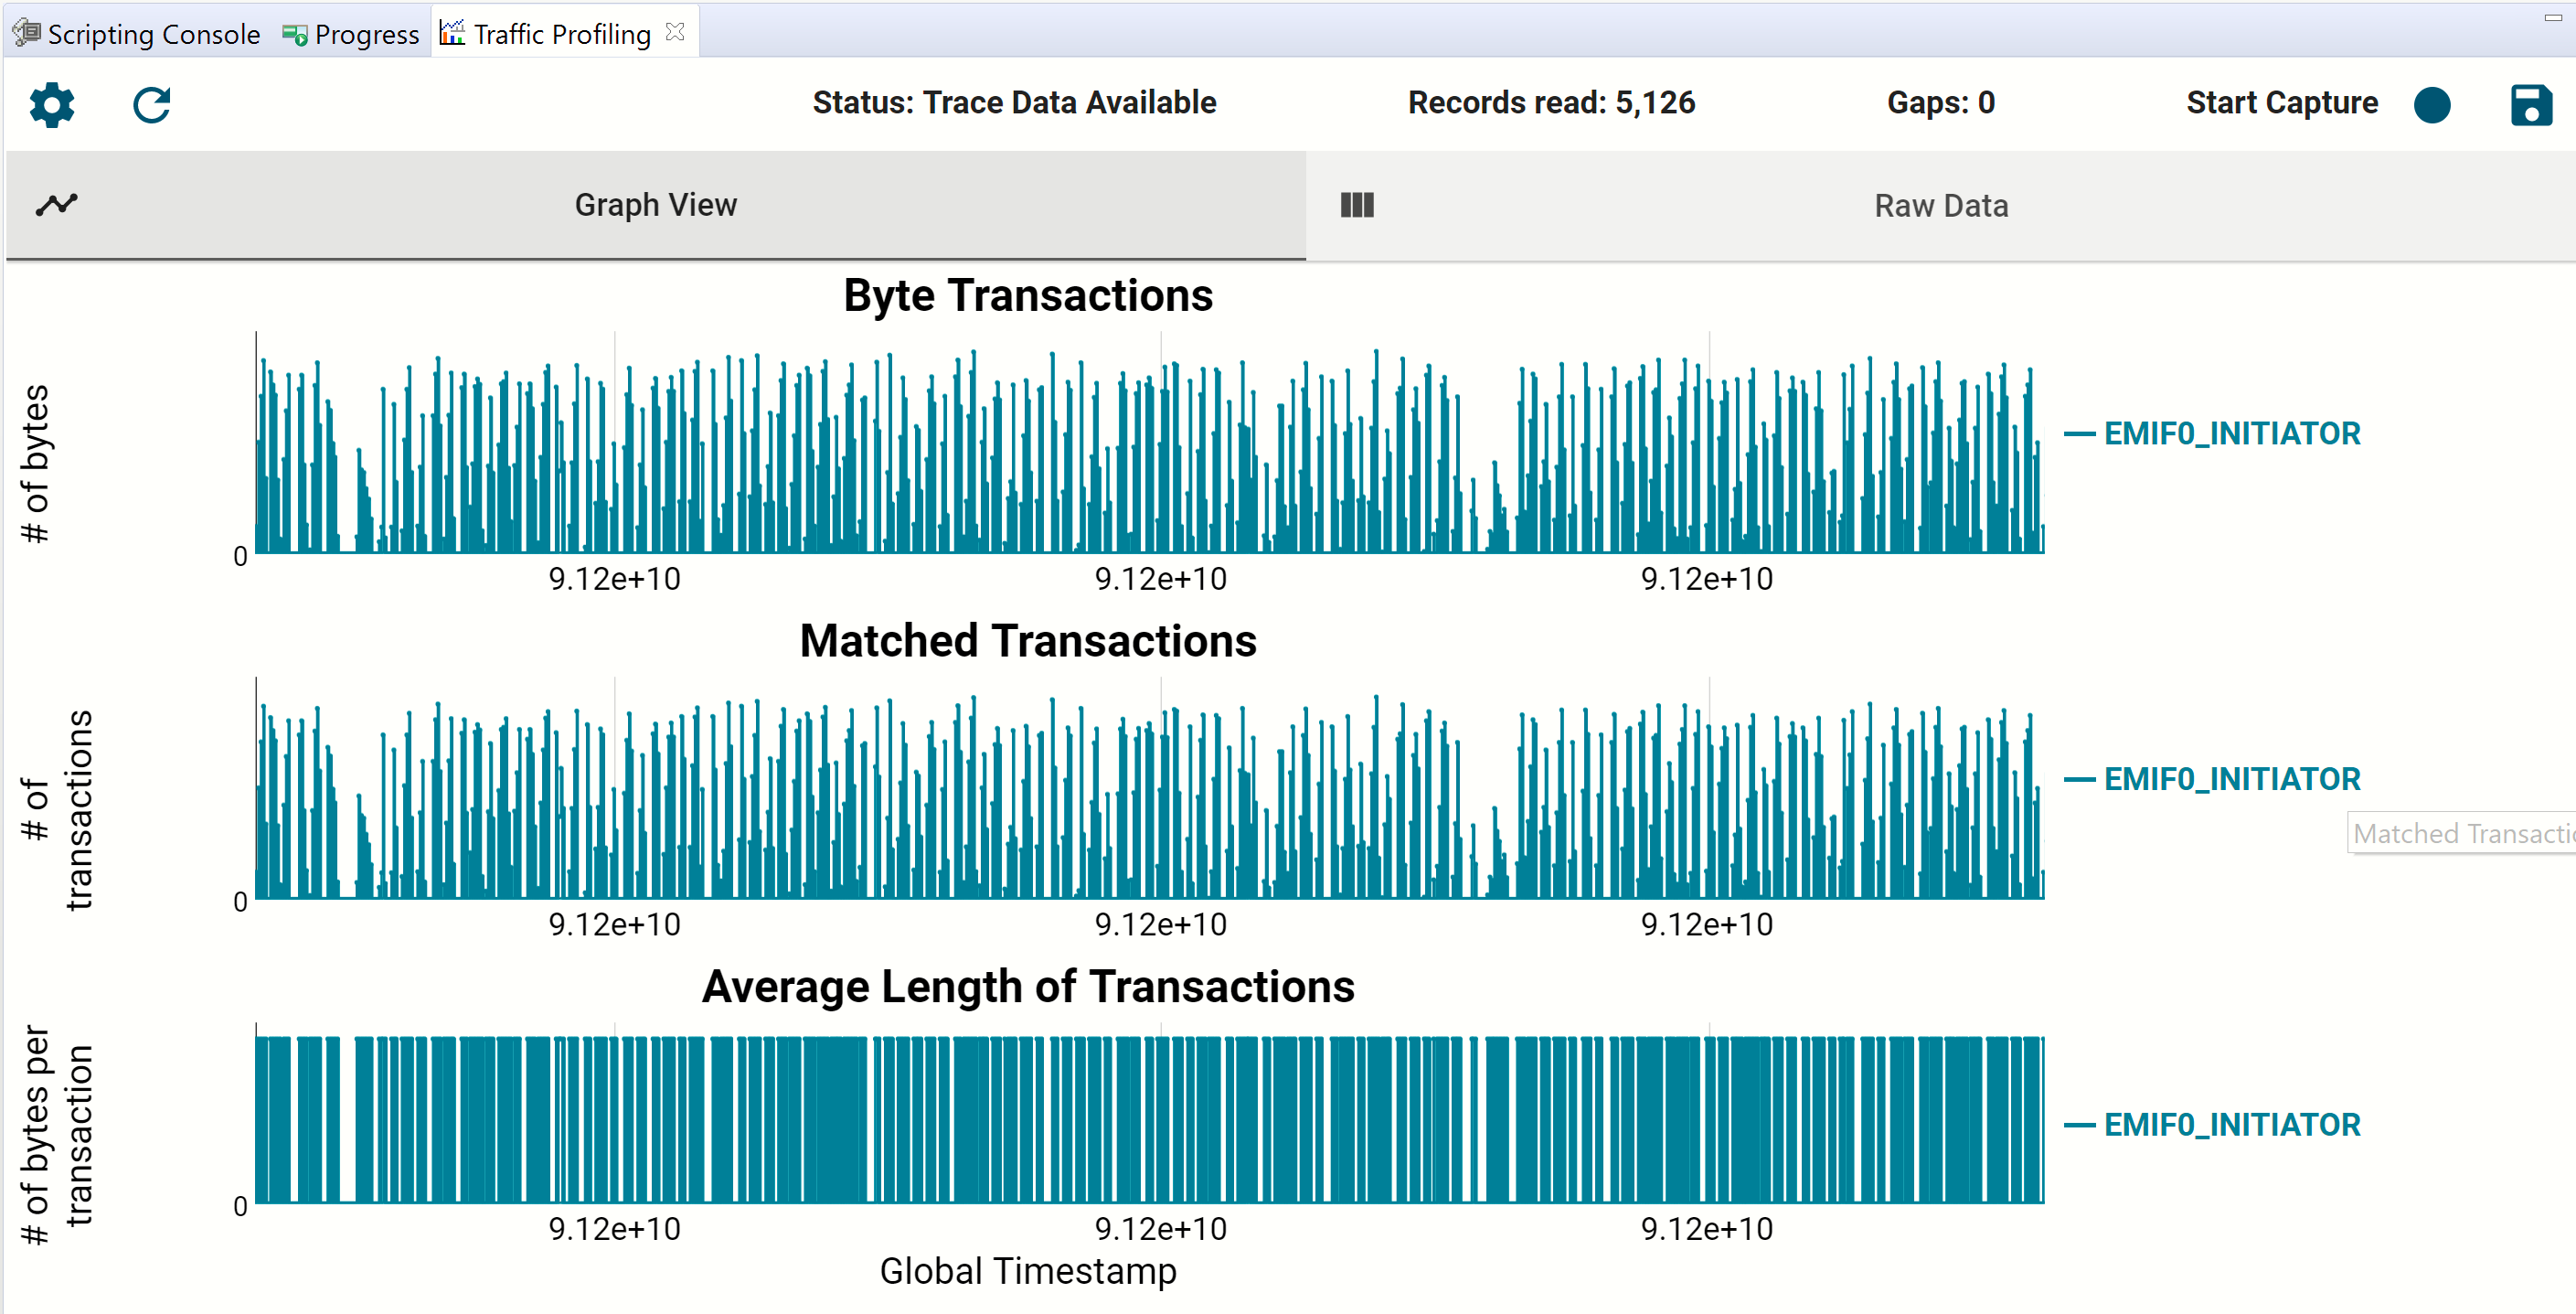 Scripting Console Progress Traffic Profiling
Status: Trace Data Available Records read: 5,126 Gaps: 0 Start Capture
Graph View Raw Data
Byte Transactions
# of bytes
0
9.12e+10 9.12e+10 9.12e+10
EMIF0_INITIATOR
Matched Transactions
# of
transactions
0
9.12e+10 9.12e+10 9.12e+10
EMIF0_INITIATOR
Matched Transactio
Average Length of Transactions
# of bytes per
transaction
0
9.12e+10 9.12e+10 9.12e+10
EMIF0_INITIATOR
Global Timestamp